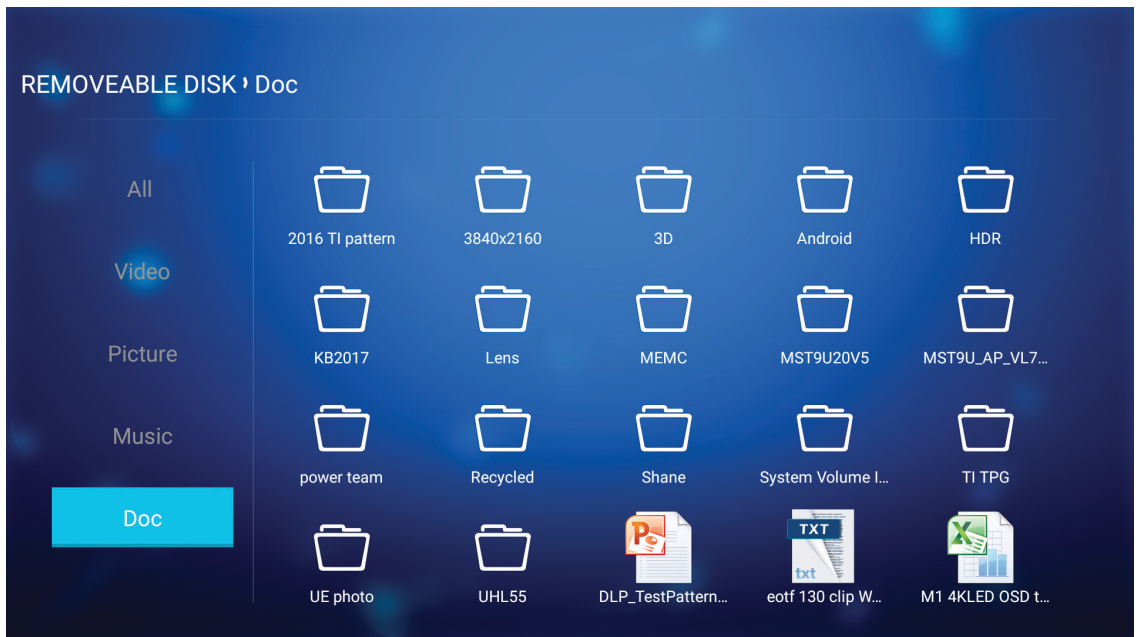 REMOVEABLE DISK Doc
All
Video
Picture
Music
Doc
2016 TI pattern 3840x2160 3D Android HDR
KB2017 Lens MEMC MST9U20V5 MST9U_AP_VL7...
power team Recycled Shane System Volume I... TI TPG
P TXT txt X
UE photo UHL55 DLP_TestPattern... eotf 130 clip W... M1 4KLED OSD t...